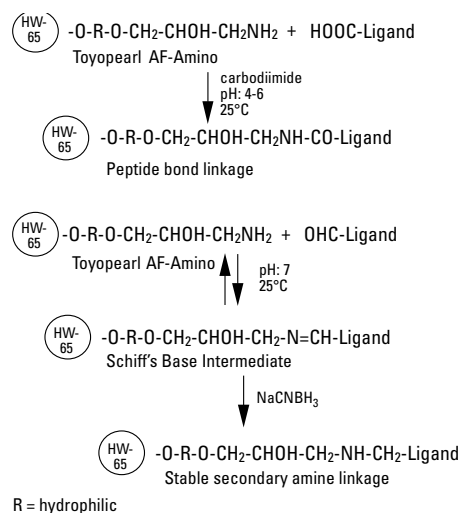 HW-
65
-O-R-O-CH₂-CHOH-CH₂NH₂ + HOOC-Ligand
Toyopearl AF-Amino
carbodiimide
pH: 4-6
25°C
HW-
65
-O-R-O-CH₂-CHOH-CH₂NH-CO-Ligand
Peptide bond linkage
HW-
65
-O-R-O-CH₂-CHOH-CH₂NH₂ + OHC-Ligand
Toyopearl AF-Amino
pH: 7
25°C
HW-
65
-O-R-O-CH₂-CHOH-CH₂-N=CH-Ligand
Schiff's Base Intermediate
NaCNBH₃
HW-
65
-O-R-O-CH₂-CHOH-CH₂-NH-CH₂-Ligand
Stable secondary amine linkage
R = hydrophilic